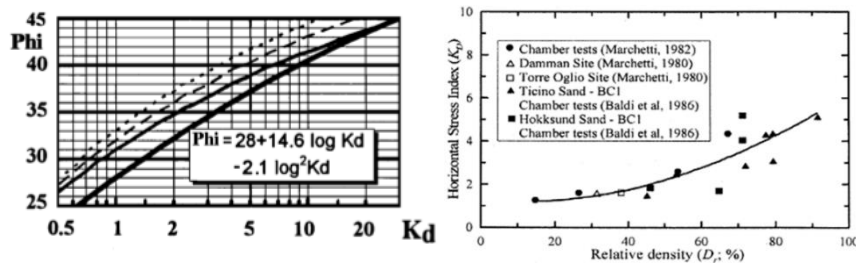 45
Phi
40
35
30
25
Phi = 28+14.6 log Kd
-2.1 log²Kd
0.5 1 2 5 10 20 Kd
Horizontal Stress Index (K_D)
10
8
6
4
2
0
Chamber tests (Marchetti, 1982)
Damman Site (Marchetti, 1980)
Torre Oglio Site (Marchetti, 1980)
Ticino Sand - BC1
Chamber tests (Baldi et al, 1986)
Hokksund Sand - BC1
Chamber tests (Baldi et al, 1986)
0 20 40 60 80 100
Relative density (D_r; %)